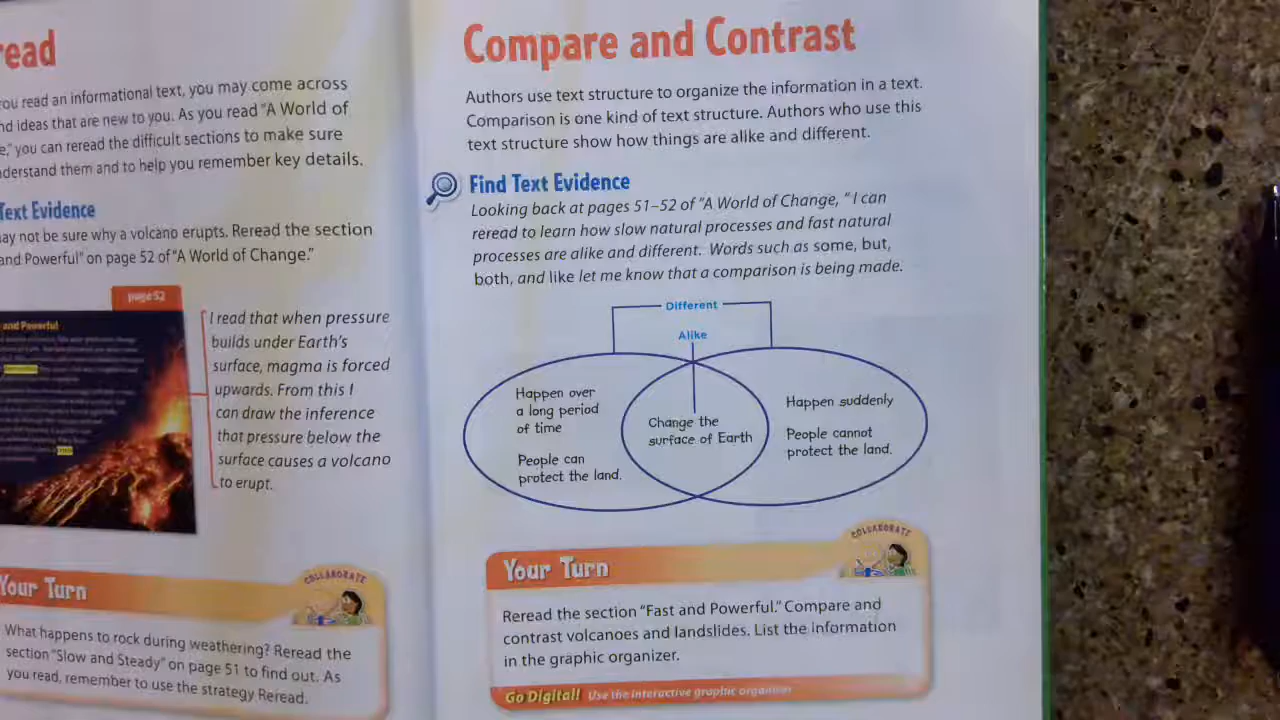 read
you read an informational text, you may come across
nd ideas that are new to you. As you read "A World of
e," you can reread the difficult sections to make sure
nderstand them and to help you remember key details.
Text Evidence
may not be sure why a volcano erupts. Reread the section
and Powerful" on page 52 of "A World of Change."
page 52
and Powerful
I read that when pressure
builds under Earth's
surface, magma is forced
upwards. From this I
can draw the inference
that pressure below the
surface causes a volcano
to erupt.
Your Turn
COLLABORATE
What happens to rock during weathering? Reread the
section "Slow and Steady" on page 51 to find out. As
you read, remember to use the strategy Reread.
Compare and Contrast
Authors use text structure to organize the information in a text.
Comparison is one kind of text structure. Authors who use this
text structure show how things are alike and different.
Find Text Evidence
Looking back at pages 51–52 of "A World of Change, "I can
reread to learn how slow natural processes and fast natural
processes are alike and different. Words such as some, but,
both, and like let me know that a comparison is being made.
Different
Alike
Happen over
a long period
of time
People can
protect the land.
Change the
surface of Earth
Happen suddenly
People cannot
protect the land.
Your Turn
COLLABORATE
Reread the section "Fast and Powerful." Compare and
contrast volcanoes and landslides. List the information
in the graphic organizer.
Go Digital! Use the interactive graphic organizer